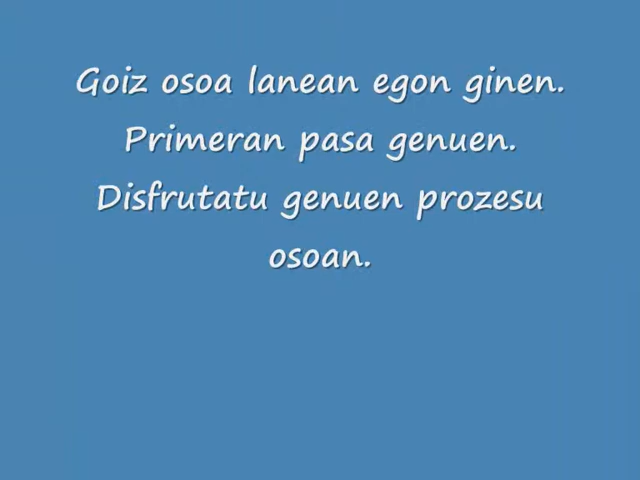 Goiz osoa lanean egon ginen.
Primeran pasa genuen.
Disfrutatu genuen prozesu
osoan.